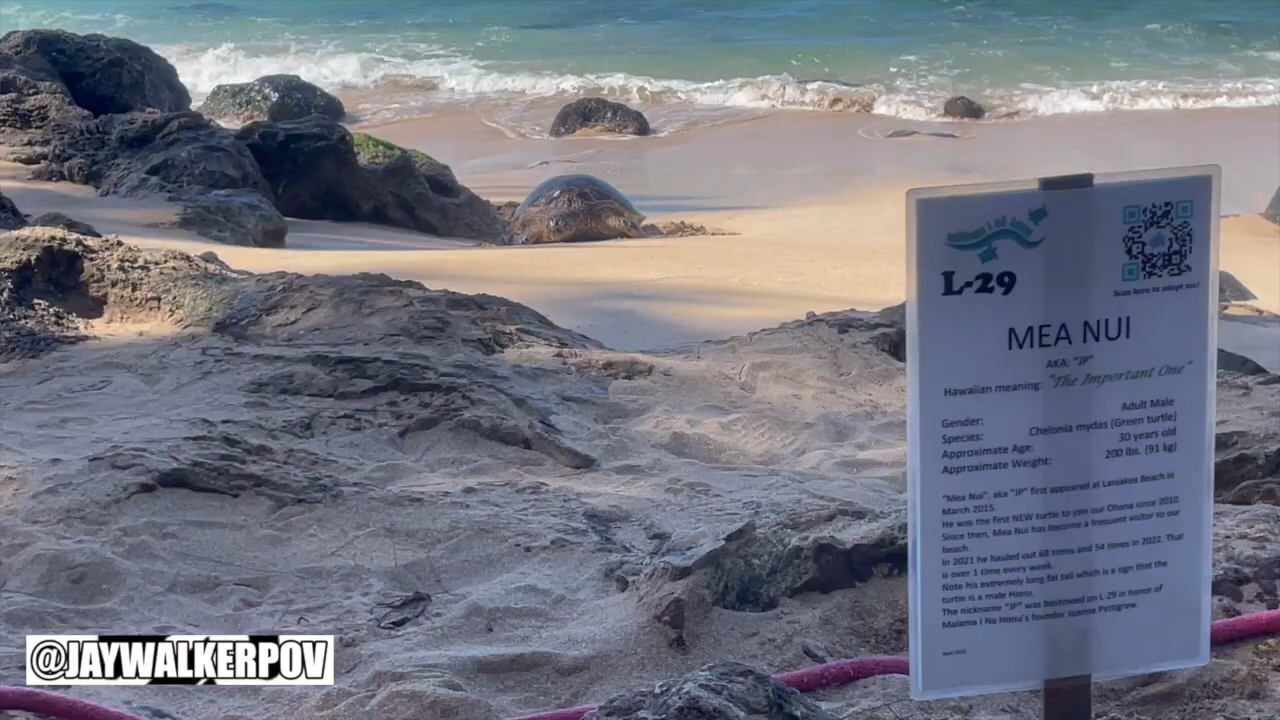 L-29
Scan here to adopt me!
MEA NUI
AKA: "JP"
Hawaiian meaning: "The Important One"
Gender: Adult Male
Species: Chelonia mydas (Green turtle)
Approximate Age: 30 years old
Approximate Weight: 200 lbs. (91 kg)
"Mea Nui", aka "JP" first appeared at Laniakea Beach in
March 2015.
He was the first NEW turtle to join our Ohana since 2010.
Since then, Mea Nui has become a frequent visitor to our
beach.
In 2021 he hauled out 68 times and 54 times in 2022. That
is over 1 time every week.
Note his extremely long fat tail which is a sign that the
turtle is a male Honu.
The nickname "JP" was bestowed on L-29 in honor of
Malama I Na Honu's founder Joanne Pettigrew.
@JAYWALKERPOV